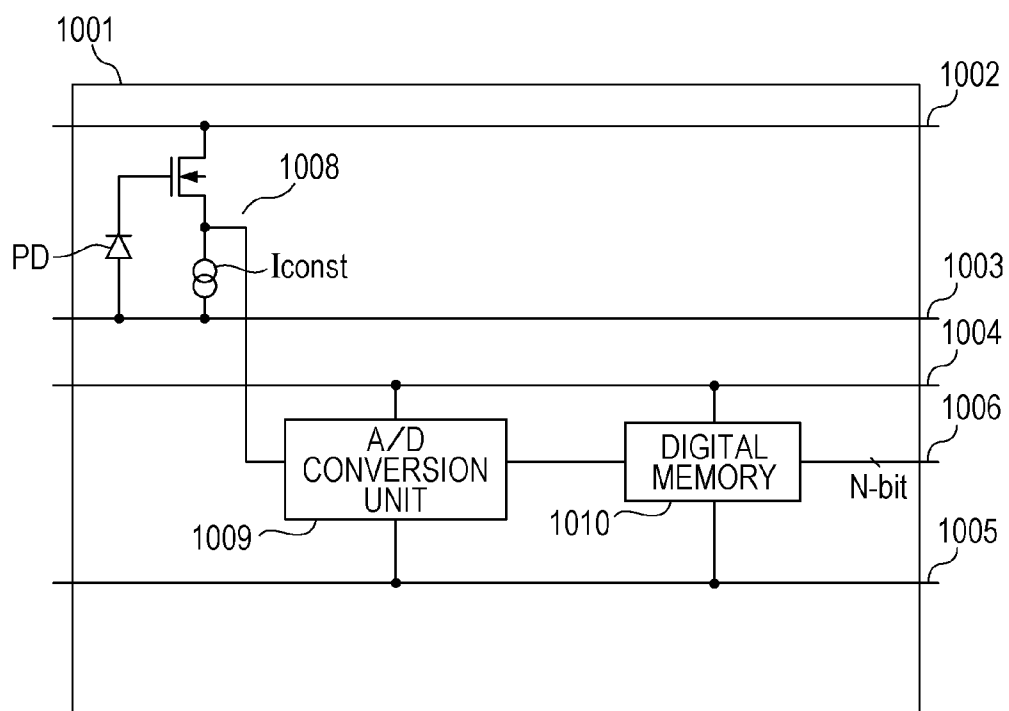 1001
1002
1008
PD
Iconst
1003
1004
1006
A/D
CONVERSION
UNIT
DIGITAL
MEMORY
N-bit
1009
1010
1005